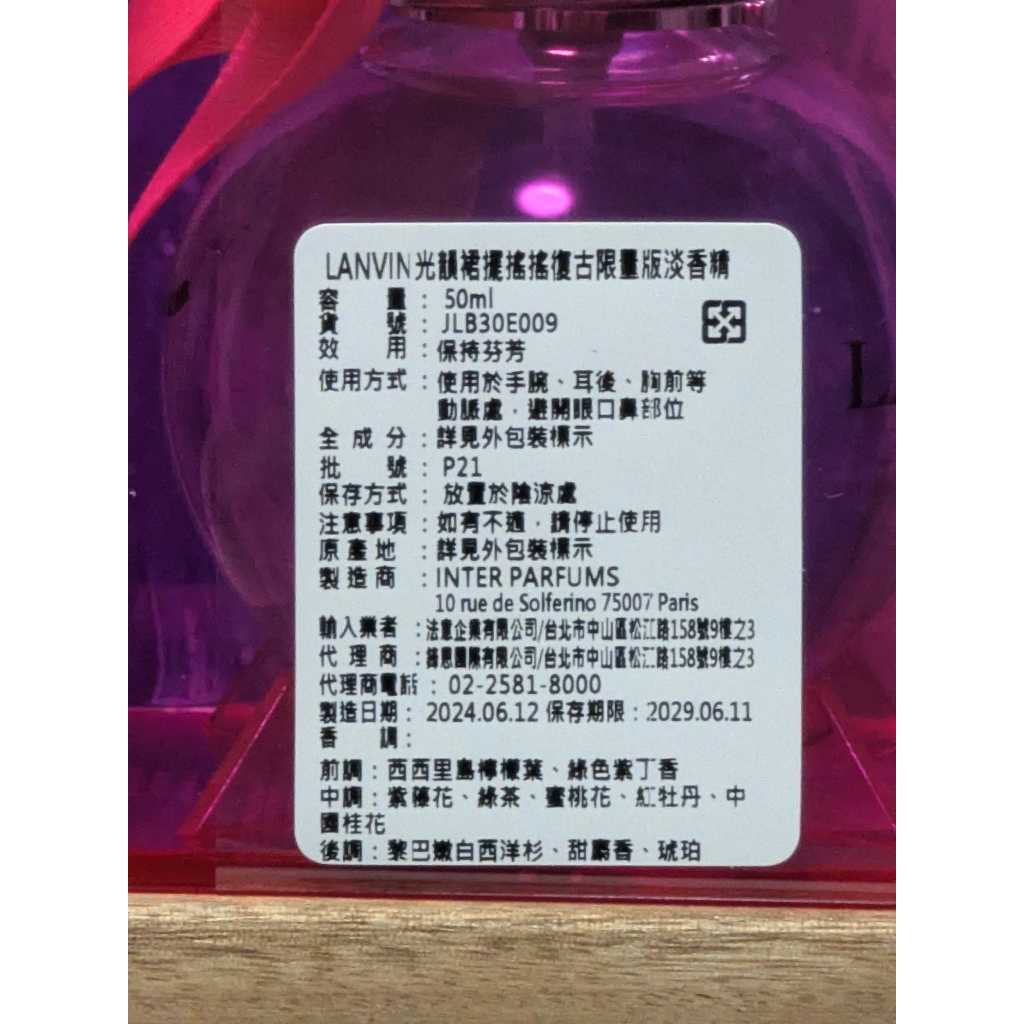 LANVIN光韻裙擺搖搖復古限量版淡香精
容量：50ml
貨號：JLB30E009
效用：保持芬芳
使用方式：使用於手腕、耳後、胸前等
動脈處，避開眼口鼻部位
全成分：詳見外包裝標示
批號：P21
保存方式：放置於陰涼處
注意事項：如有不適，請停止使用
原產地：詳見外包裝標示
製造商：INTER PARFUMS
10 rue de Solferino 75007 Paris
輸入業者：法意企業有限公司/台北市中山區松江路158號9樓之3
代理商：鴻思國際有限公司/台北市中山區松江路158號9樓之3
代理商電話：02-2581-8000
製造日期：2024.06.12 保存期限：2029.06.11
香調：
前調：西西里島檸檬葉、綠色紫丁香
中調：紫藤花、綠茶、蜜桃花、紅牡丹、中
國桂花
後調：黎巴嫩白西洋杉、甜麝香、琥珀